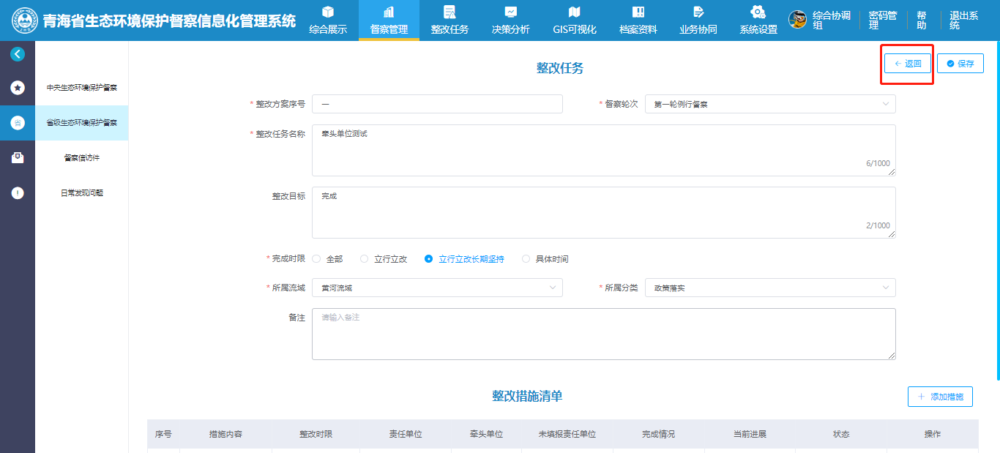 青海省生态环境保护督察信息化管理系统
综合展示
督察管理
整改任务
决策分析
GIS可视化
档案资料
业务协同
系统设置
综合协调组
密码管理
帮助
退出系统
中央生态环境保护督察
省
省级生态环境保护督察
督察信访件
日常发现问题
整改任务
返回
保存
* 整改方案序号 一
* 督察轮次 第一轮例行督察
* 整改任务名称 牵头单位测试
6/1000
整改目标 完成
2/1000
* 完成时限 全部 立行立改 立行立改长期坚持 具体时间
* 所属流域 黄河流域
* 所属分类 政策落实
备注 请输入备注
整改措施清单
添加措施
序号 措施内容 整改时限 责任单位 牵头单位 未填报责任单位 完成情况 当前进展 状态 操作